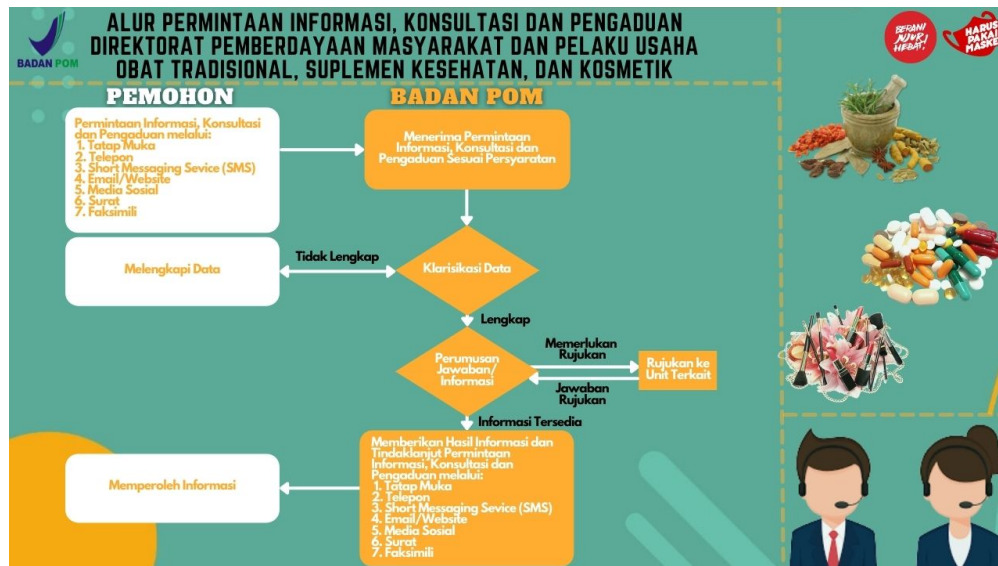 ALUR PERMINTAAN INFORMASI, KONSULTASI DAN PENGADUAN
DIREKTORAT PEMBERDAYAAN MASYARAKAT DAN PELAKU USAHA
OBAT TRADISIONAL, SUPLEMEN KESEHATAN, DAN KOSMETIK
BADAN POM
BERANI
JUJUR
HEBAT!
HARUS
PAKAI
MASKER
PEMOHON
BADAN POM
Permintaan Informasi, Konsultasi
dan Pengaduan melalui:
1. Tatap Muka
2. Telepon
3. Short Messaging Sevice (SMS)
4. Email/Website
5. Media Sosial
6. Surat
7. Faksimili
Menerima Permintaan
Informasi, Konsultasi dan
Pengaduan Sesuai Persyaratan
Melengkapi Data
Tidak Lengkap
Klarisikasi Data
Lengkap
Perumusan
Jawaban/
Informasi
Memerlukan
Rujukan
Rujukan ke
Unit Terkait
Jawaban
Rujukan
Informasi Tersedia
Memberikan Hasil Informasi dan
Tindaklanjut Permintaan
Informasi, Konsultasi dan
Pengaduan melalui:
1. Tatap Muka
2. Telepon
3. Short Messaging Sevice (SMS)
4. Email/Website
5. Media Sosial
6. Surat
7. Faksimili
Memperoleh Informasi